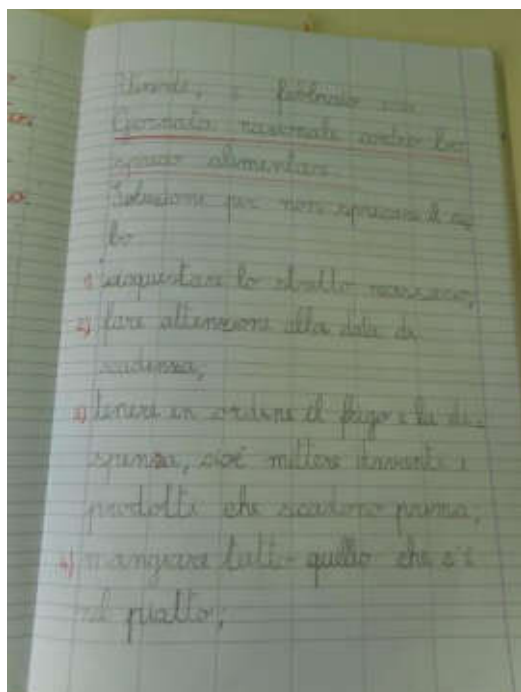 Venerdì, 5 febbraio
Giornata nazionale contro lo
spreco alimentare.
Soluzioni per non sprecare il ci
bo
1) acquistare lo stretto necessario;
2) fare attenzione alla data di
scadenza;
3) tenere in ordine il frigo e la di-
spensa, cioè mettere davanti i
prodotti che scadono prima;
4) mangiare tutto quello che c'è
nel piatto;